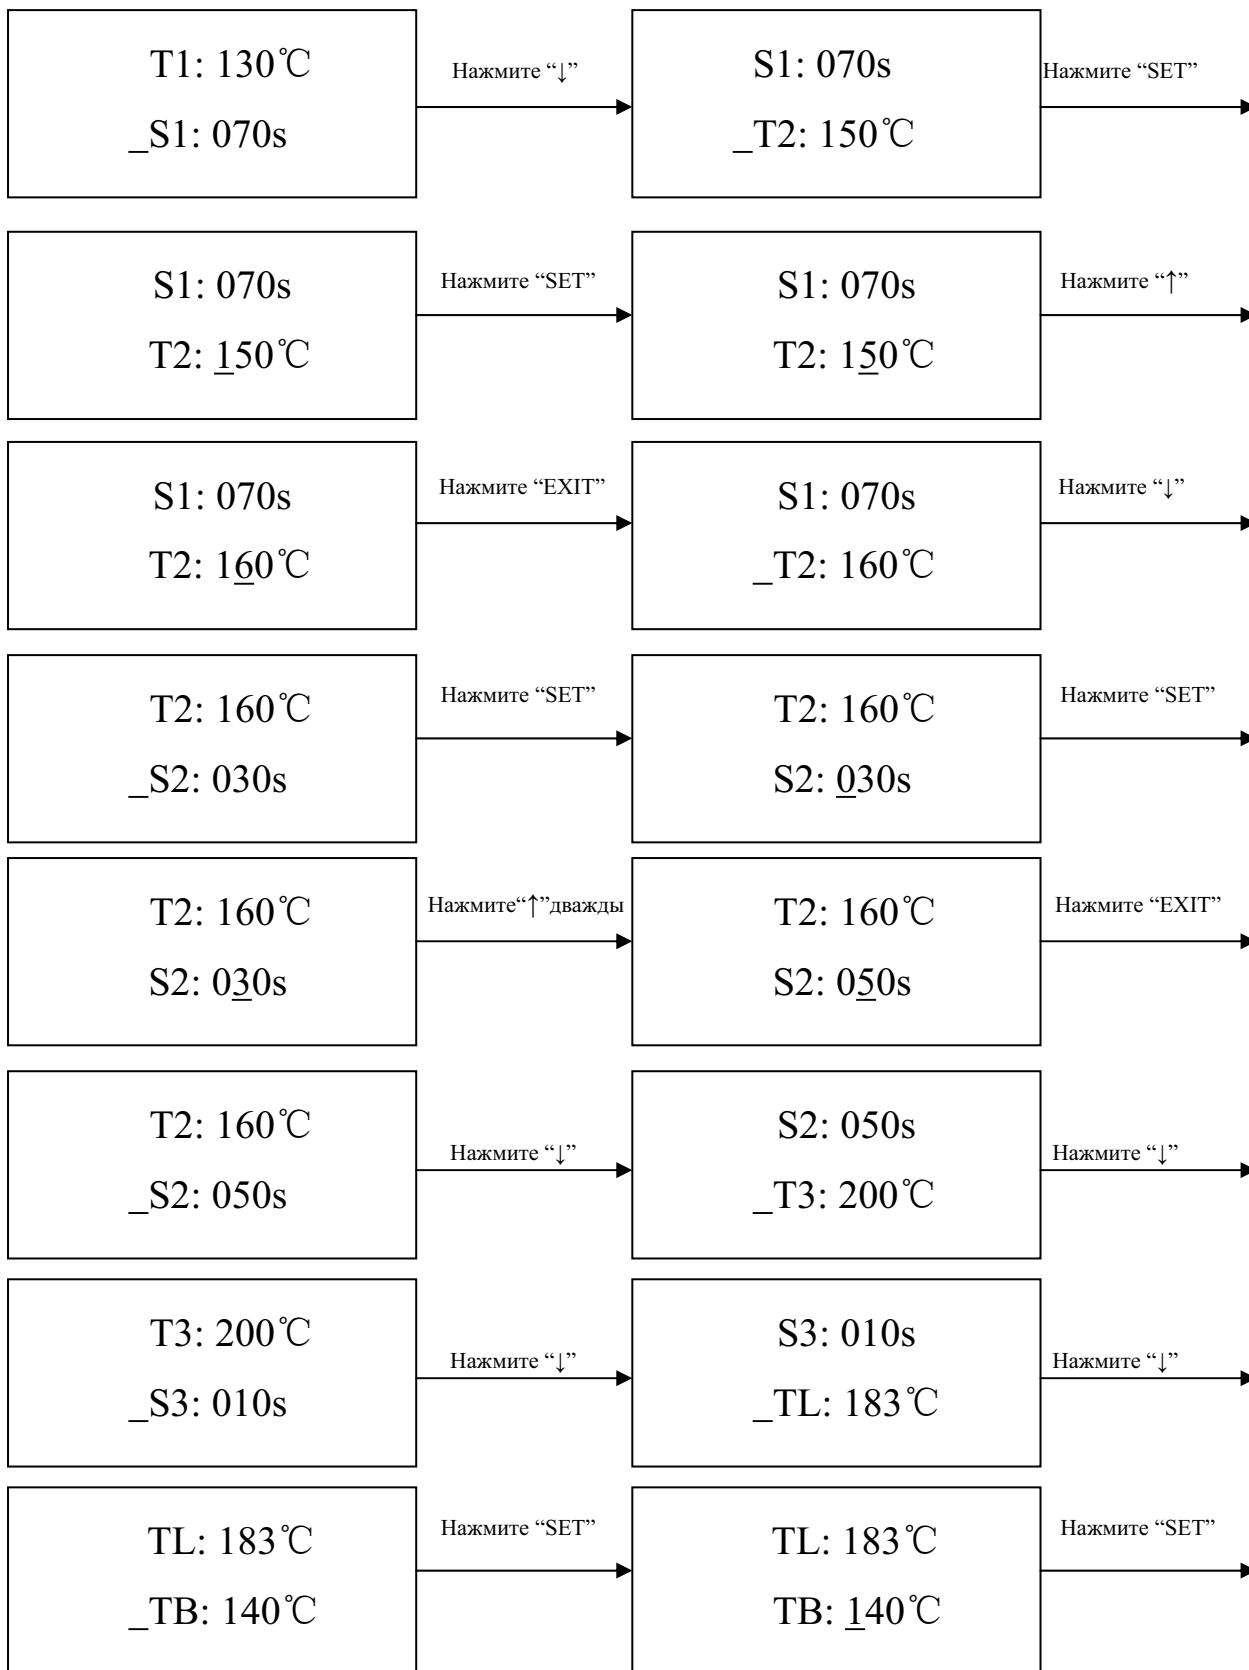 T1: 130℃
_S1: 070s
Нажмите “↓”
S1: 070s
_T2: 150℃
Нажмите “SET”
S1: 070s
T2: 150℃
Нажмите “SET”
S1: 070s
T2: 150℃
Нажмите “↑”
S1: 070s
T2: 160℃
Нажмите “EXIT”
S1: 070s
_T2: 160℃
Нажмите “↓”
T2: 160℃
_S2: 030s
Нажмите “SET”
T2: 160℃
S2: 030s
Нажмите “SET”
T2: 160℃
S2: 030s
Нажмите“↑”дважды
T2: 160℃
S2: 050s
Нажмите “EXIT”
T2: 160℃
_S2: 050s
Нажмите “↓”
S2: 050s
_T3: 200℃
Нажмите “↓”
T3: 200℃
_S3: 010s
Нажмите “↓”
S3: 010s
_TL: 183℃
Нажмите “↓”
TL: 183℃
_TB: 140℃
Нажмите “SET”
TL: 183℃
TB: 140℃
Нажмите “SET”